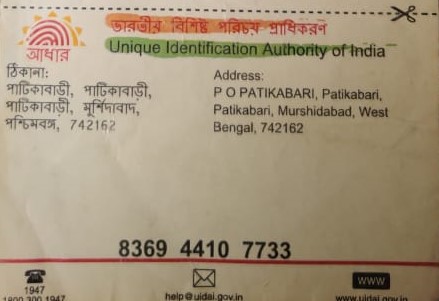 ভারতীয় বিশিষ্ট পরিচয় প্রাধিকরণ
Unique Identification Authority of India
আধার
ঠিকানা:
পাটিকাবাড়ী, পাটিকাবাড়ী,
পাটিকাবাড়ী, মুর্শিদাবাদ,
পশ্চিমবঙ্গ, 742162
Address:
P O PATIKABARI, Patikabari,
Patikabari, Murshidabad, West
Bengal, 742162
8369 4410 7733
1947
1800 300 1947
help@uidai.gov.in
WWW
www.uidai.gov.in